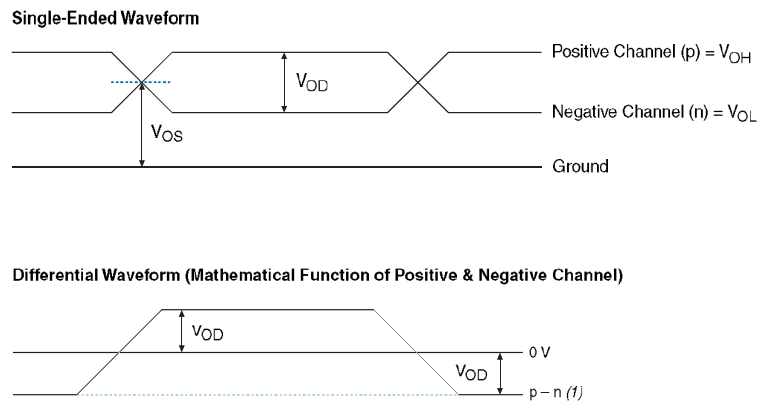 Single-Ended Waveform
Positive Channel (p) = VOH
VOD
Negative Channel (n) = VOL
VOS
Ground
Differential Waveform (Mathematical Function of Positive & Negative Channel)
VOD
0 V
VOD
p – n (1)